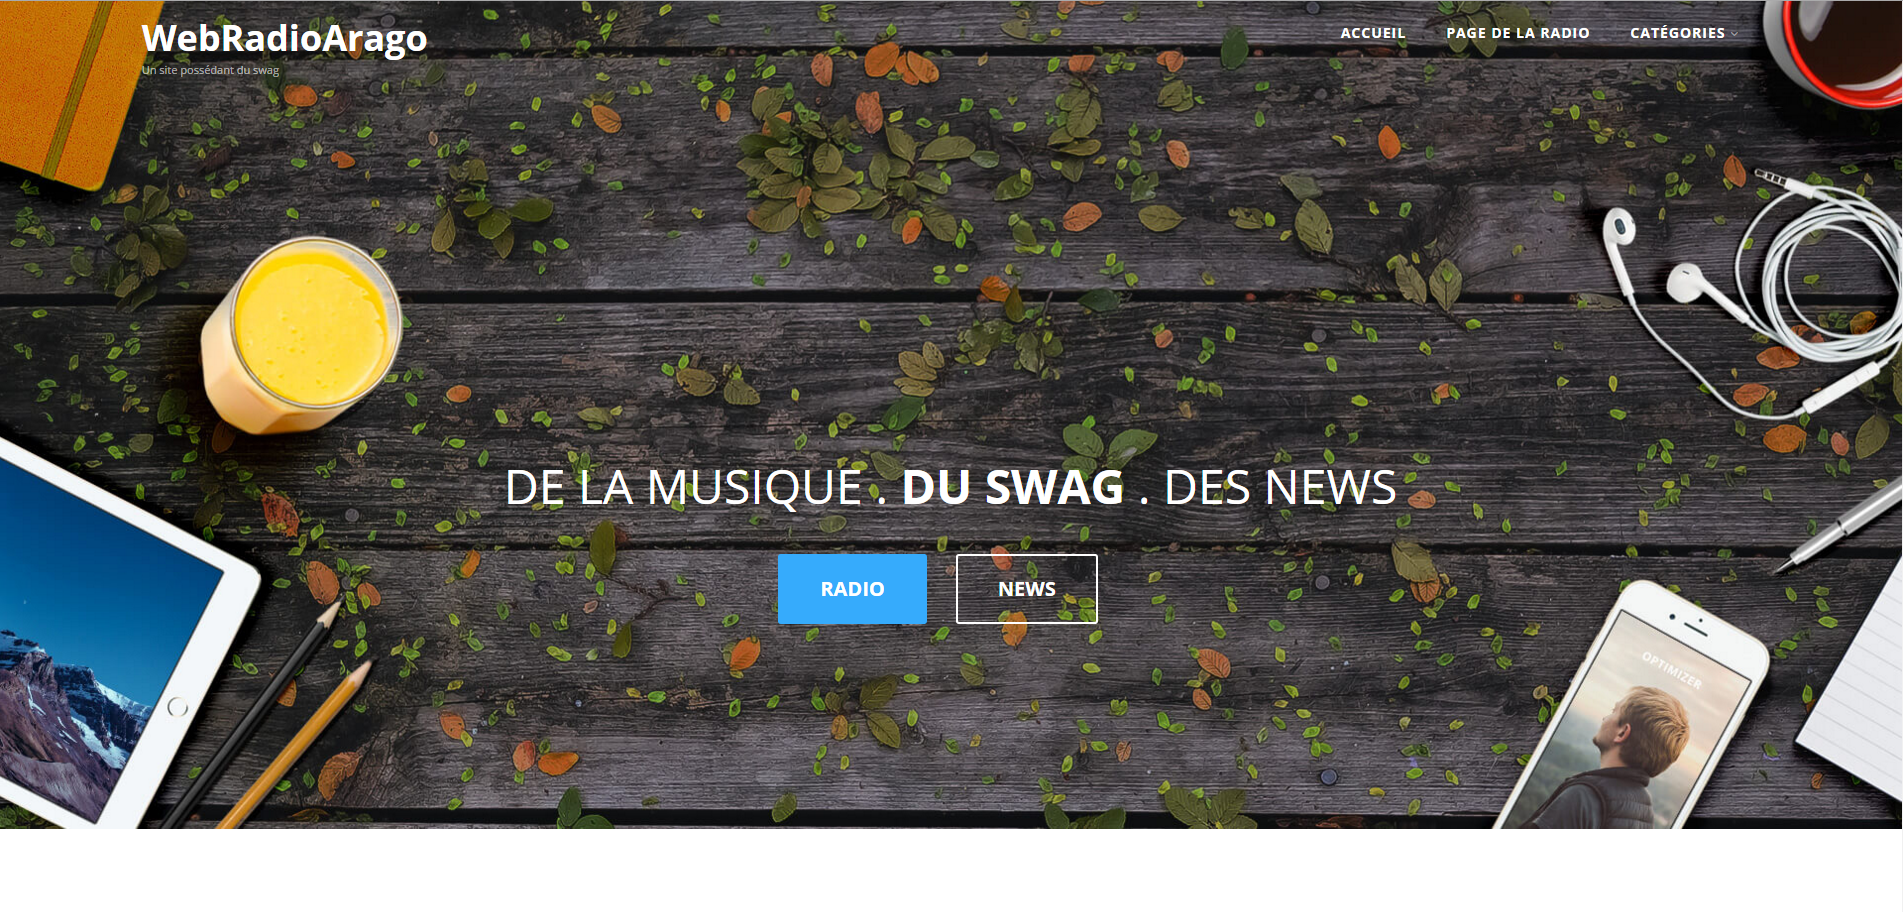 WebRadioArago
Un site possédant du swag
ACCUEIL
PAGE DE LA RADIO
CATÉGORIES
DE LA MUSIQUE . DU SWAG . DES NEWS
RADIO
NEWS
OPTIMIZER